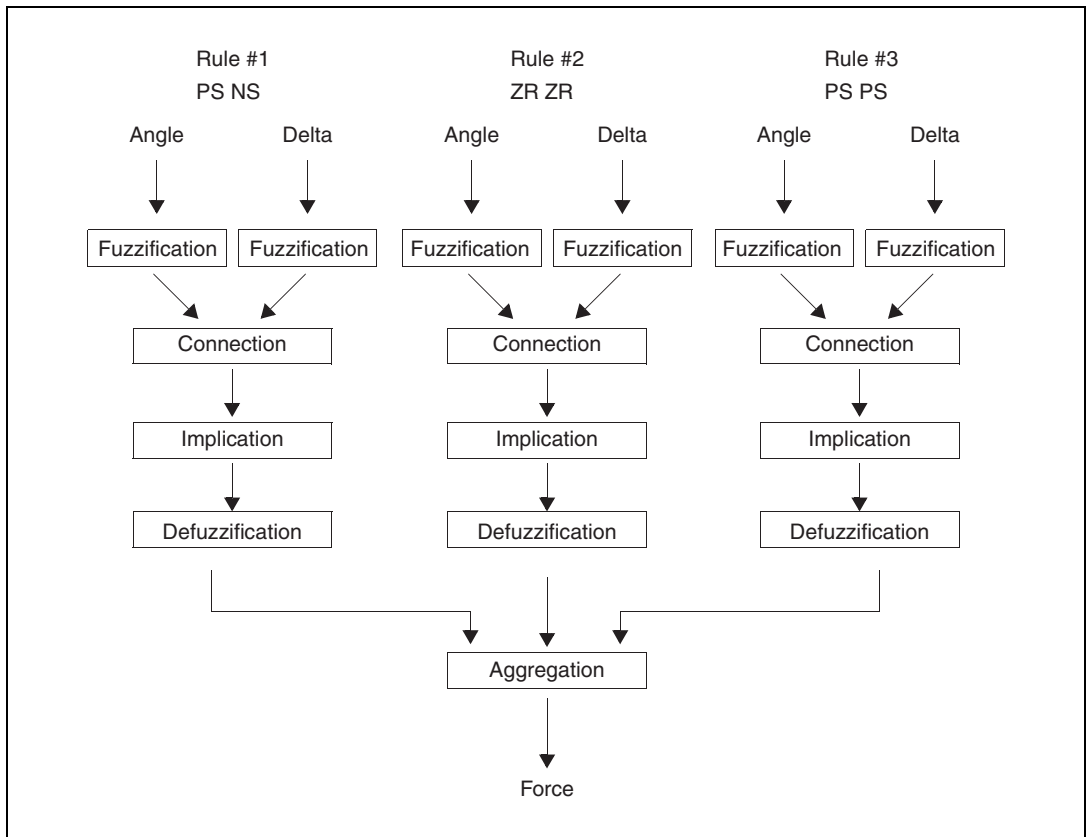 Rule #1 Rule #2 Rule #3
PS NS ZR ZR PS PS
Angle Delta Angle Delta Angle Delta
Fuzzification Fuzzification Fuzzification Fuzzification Fuzzification Fuzzification
Connection Connection Connection
Implication Implication Implication
Defuzzification Defuzzification Defuzzification
Aggregation
Force